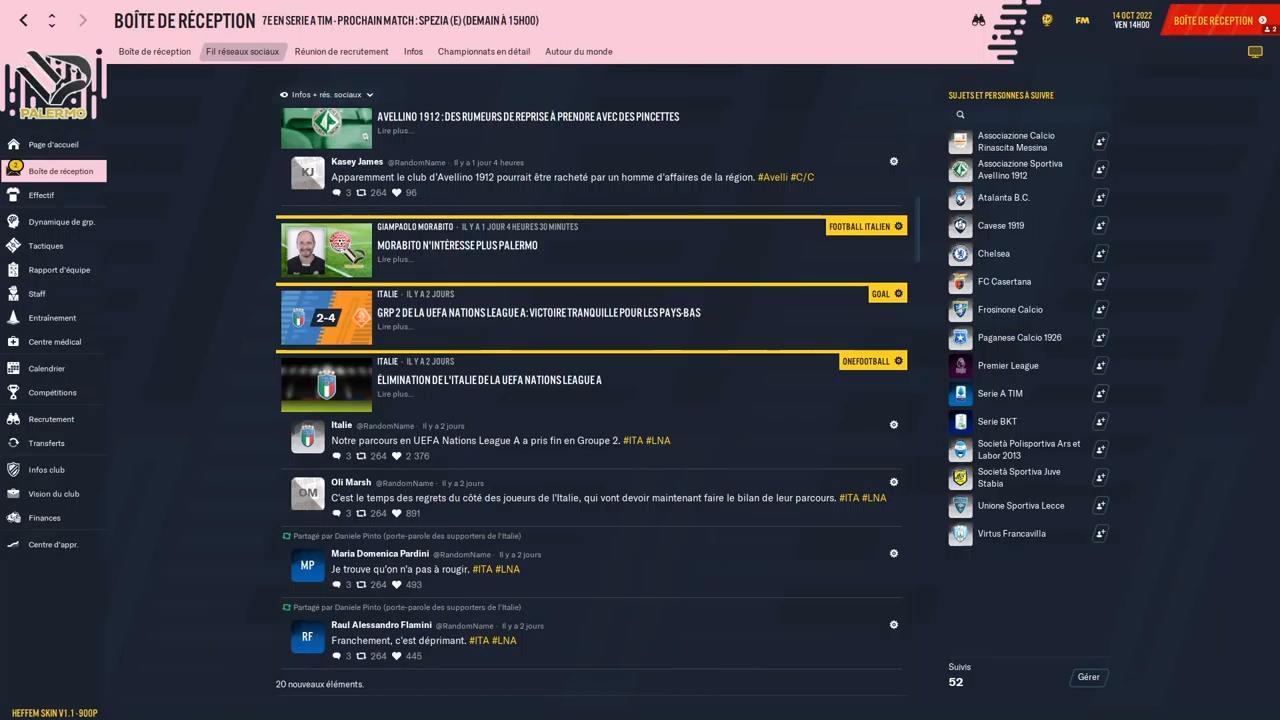 BOÎTE DE RÉCEPTION 7E EN SERIE A TIM - PROCHAIN MATCH : SPEZIA (E) (DEMAIN À 15H00)
FM
14 OCT 2022
VEN 14H00
BOÎTE DE RÉCEPTION
2
Boîte de réception
Fil réseaux sociaux
Réunion de recrutement
Infos
Championnats en détail
Autour du monde
PALERMO
Page d'accueil
2
Boîte de réception
Effectif
Dynamique de grp.
Tactiques
Rapport d'équipe
Staff
Entraînement
Centre médical
Calendrier
Compétitions
Recrutement
Transferts
Infos club
Vision du club
Finances
Centre d'appr.
HEFFEM SKIN V1.1 - 900P
Infos + rés. sociaux
AVELLINO 1912 : DES RUMEURS DE REPRISE À PRENDRE AVEC DES PINCETTES
Lire plus...
KJ
Kasey James @RandomName · Il y a 1 jour 4 heures
Apparemment le club d'Avellino 1912 pourrait être racheté par un homme d'affaires de la région. #Avelli #C/C
3 264 96
GIAMPAOLO MORABITO - IL Y A 1 JOUR 4 HEURES 30 MINUTES
FOOTBALL ITALIEN
MORABITO N'INTÉRESSE PLUS PALERMO
Lire plus...
ITALIE - IL Y A 2 JOURS
GOAL
2-4
GRP 2 DE LA UEFA NATIONS LEAGUE A: VICTOIRE TRANQUILLE POUR LES PAYS-BAS
Lire plus...
ITALIE - IL Y A 2 JOURS
ONEFOOTBALL
ÉLIMINATION DE L'ITALIE DE LA UEFA NATIONS LEAGUE A
Lire plus...
Italie @RandomName · Il y a 2 jours
Notre parcours en UEFA Nations League A a pris fin en Groupe 2. #ITA #LNA
3 264 2 376
OM
Oli Marsh @RandomName · Il y a 2 jours
C'est le temps des regrets du côté des joueurs de l'Italie, qui vont devoir maintenant faire le bilan de leur parcours. #ITA #LNA
3 264 891
Partagé par Daniele Pinto (porte-parole des supporters de l'Italie)
MP
Maria Domenica Pardini @RandomName · Il y a 2 jours
Je trouve qu'on n'a pas à rougir. #ITA #LNA
3 264 493
Partagé par Daniele Pinto (porte-parole des supporters de l'Italie)
RF
Raul Alessandro Flamini @RandomName · Il y a 2 jours
Franchement, c'est déprimant. #ITA #LNA
3 264 445
20 nouveaux éléments.
SUJETS ET PERSONNES À SUIVRE
Associazione Calcio
Rinascita Messina
Associazione Sportiva
Avellino 1912
Atalanta B.C.
Cavese 1919
Chelsea
FC Casertana
Frosinone Calcio
Paganese Calcio 1926
Premier League
Serie A TIM
Serie BKT
Società Polisportiva Ars et
Labor 2013
Società Sportiva Juve
Stabia
Unione Sportiva Lecce
Virtus Francavilla
Suivis
52
Gérer